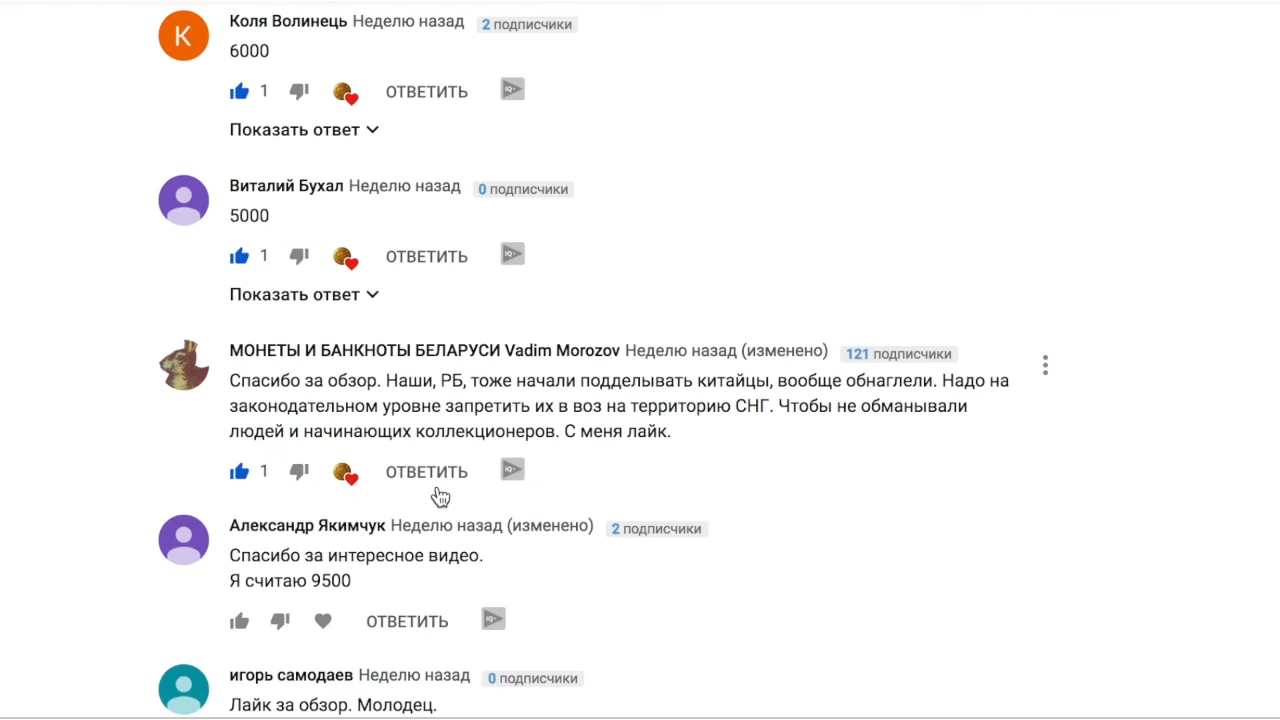 K
Коля Волинець Неделю назад 2 подписчики
6000
1 ОТВЕТИТЬ IQ
Показать ответ
Виталий Бухал Неделю назад 0 подписчики
5000
1 ОТВЕТИТЬ IQ
Показать ответ
МОНЕТЫ И БАНКНОТЫ БЕЛАРУСИ Vadim Morozov Неделю назад (изменено) 121 подписчики
Спасибо за обзор. Наши, РБ, тоже начали подделывать китайцы, вообще обнаглели. Надо на
законодательном уровне запретить их в воз на территорию СНГ. Чтобы не обманывали
людей и начинающих коллекционеров. С меня лайк.
1 ОТВЕТИТЬ IQ
Александр Якимчук Неделю назад (изменено) 2 подписчики
Спасибо за интересное видео.
Я считаю 9500
ОТВЕТИТЬ IQ
игорь самодаев Неделю назад 0 подписчики
Лайк за обзор. Молодец.